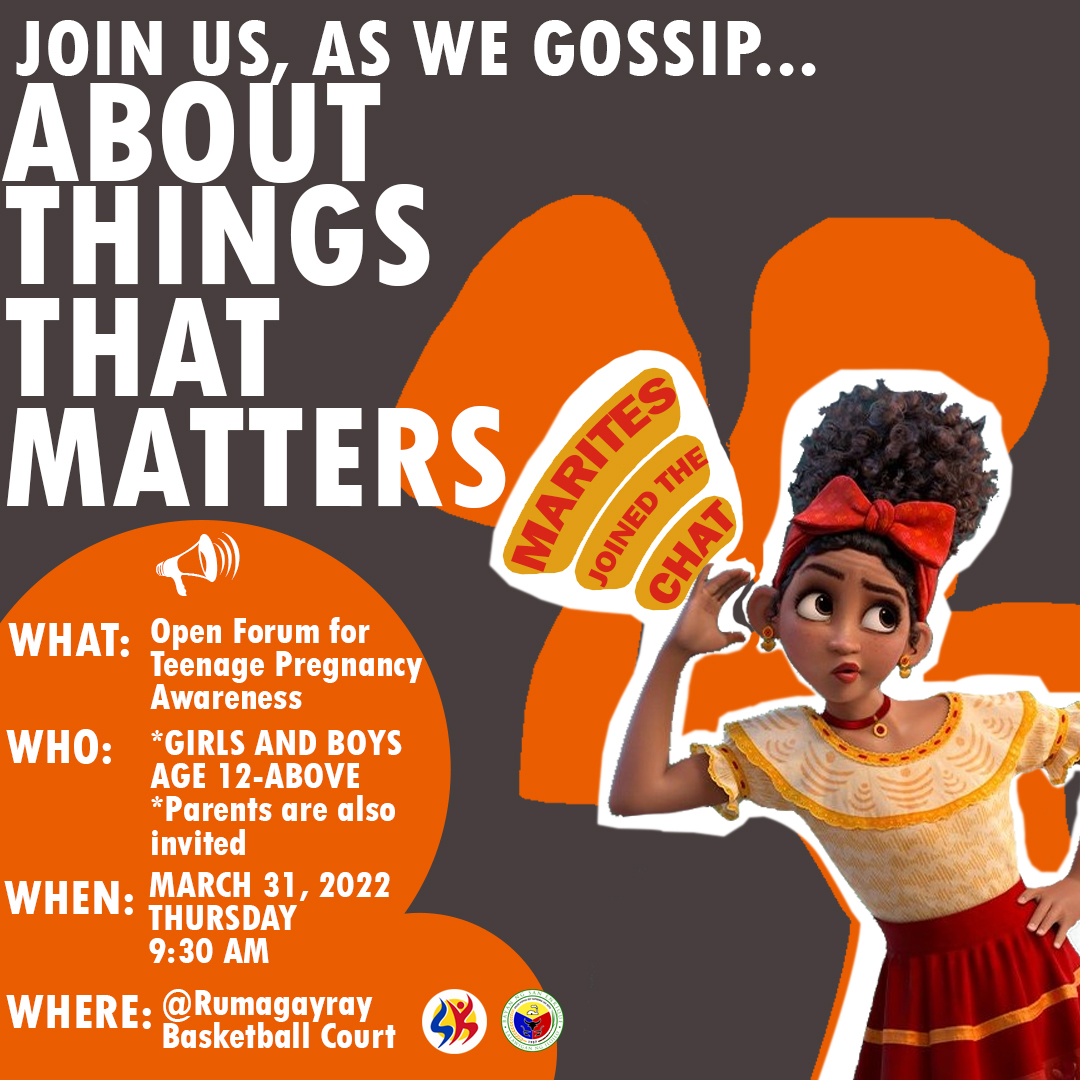 JOIN US, AS WE GOSSIP...
ABOUT
THINGS
THAT
MATTERS
MARITES
JOINED THE
CHAT
WHAT: Open Forum for
Teenage Pregnancy
Awareness
WHO: *GIRLS AND BOYS
AGE 12-ABOVE
*Parents are also
invited
WHEN: MARCH 31, 2022
THURSDAY
9:30 AM
WHERE: @Rumagayray
Basketball Court